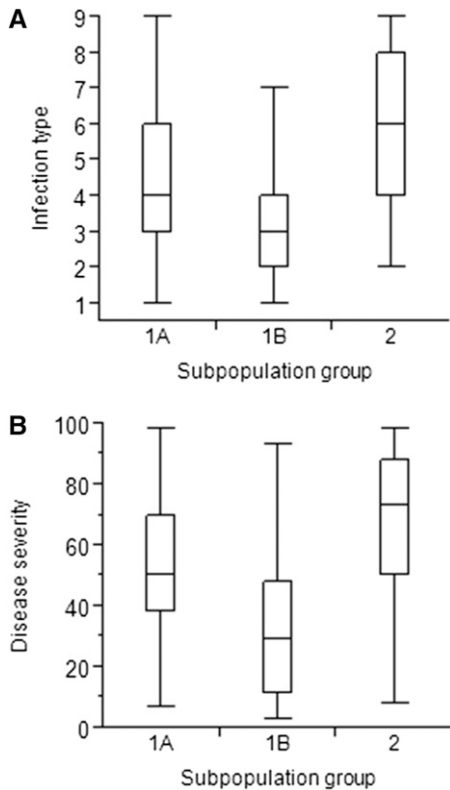 A
Infection type
9
8
7
6
5
4
3
2
1
1A 1B 2
Subpopulation group
B
Disease severity
100
80
60
40
20
0
1A 1B 2
Subpopulation group